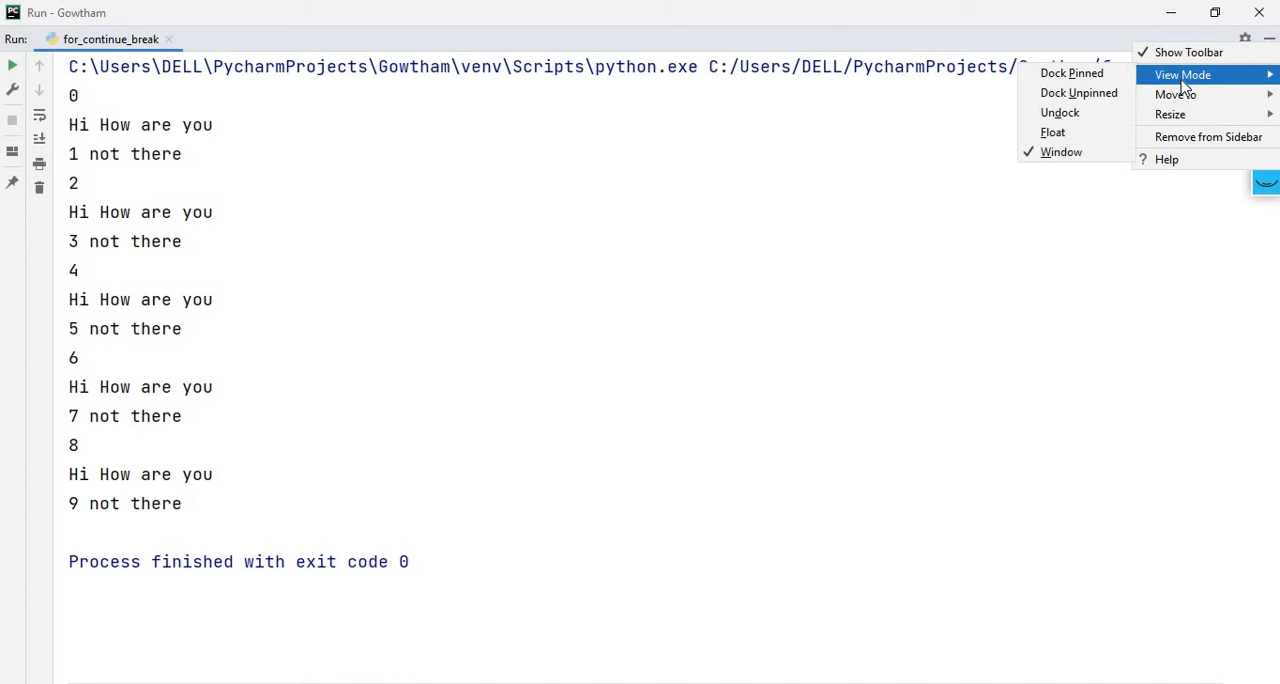 PC Run - Gowtham
Run: for_continue_break
C:\Users\DELL\PycharmProjects\Gowtham\venv\Scripts\python.exe C:/Users/DELL/PycharmProjects/
0
Hi How are you
1 not there
2
Hi How are you
3 not there
4
Hi How are you
5 not there
6
Hi How are you
7 not there
8
Hi How are you
9 not there
Process finished with exit code 0
Show Toolbar
View Mode
Move to
Resize
Remove from Sidebar
? Help
Dock Pinned
Dock Unpinned
Undock
Float
Window